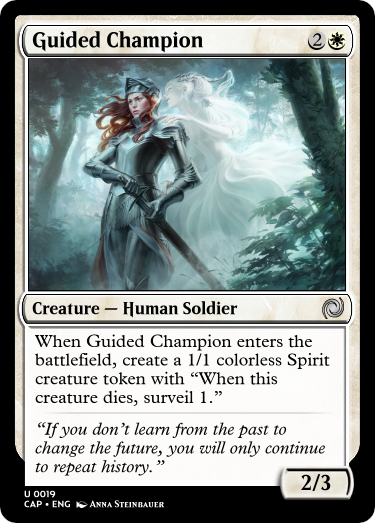 Guided Champion 2
Creature — Human Soldier
When Guided Champion enters the
battlefield, create a 1/1 colorless Spirit
creature token with “When this
creature dies, surveil 1.”
“If you don’t learn from the past to
change the future, you will only continue
to repeat history.”
2/3
U 0019
CAP • ENG Anna Steinbauer